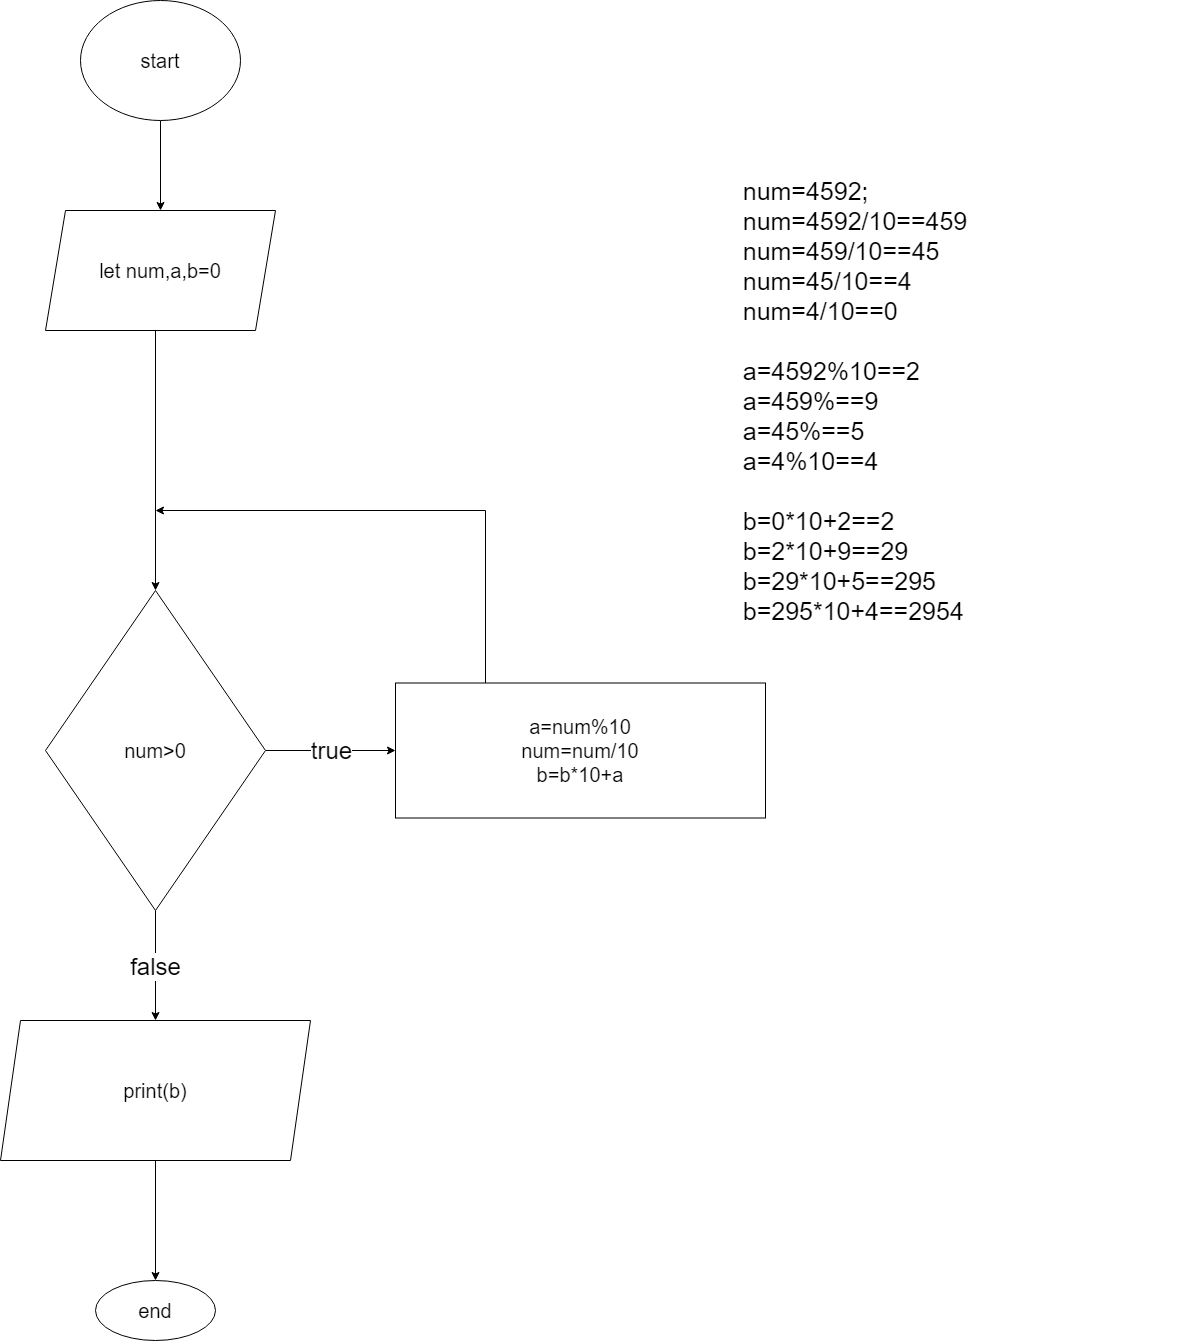 start
let num,a,b=0
num>0
true
a=num%10
num=num/10
b=b*10+a
false
print(b)
end
num=4592;
num=4592/10==459
num=459/10==45
num=45/10==4
num=4/10==0
a=4592%10==2
a=459%==9
a=45%==5
a=4%10==4
b=0*10+2==2
b=2*10+9==29
b=29*10+5==295
b=295*10+4==2954